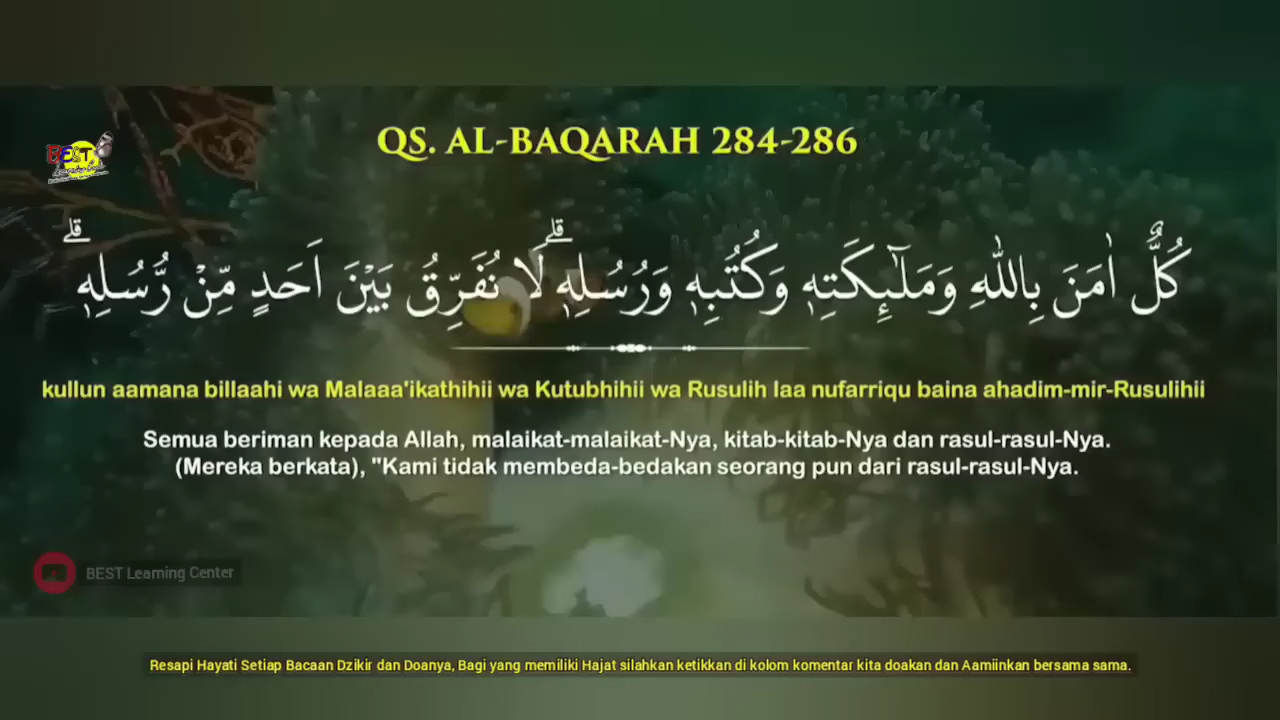 BEST
QS. AL-BAQARAH 284-286
كُلٌّ اٰمَنَ بِاللّٰهِ وَمَلٰۤىِٕكَتِهٖ وَكُتُبِهٖ وَرُسُلِهٖۗ لَا نُفَرِّقُ بَيْنَ اَحَدٍ مِّنْ رُّسُلِهٖۗ
kullun aamana billaahi wa Malaaa'ikathihii wa Kutubhihii wa Rusulih laa nufarriqu baina ahadim-mir-Rusulihii
Semua beriman kepada Allah, malaikat-malaikat-Nya, kitab-kitab-Nya dan rasul-rasul-Nya.
(Mereka berkata), "Kami tidak membeda-bedakan seorang pun dari rasul-rasul-Nya.
BEST Learning Center
Resapi Hayati Setiap Bacaan Dzikir dan Doanya, Bagi yang memiliki Hajat silahkan ketikkan di kolom komentar kita doakan dan Aamiinkan bersama sama.